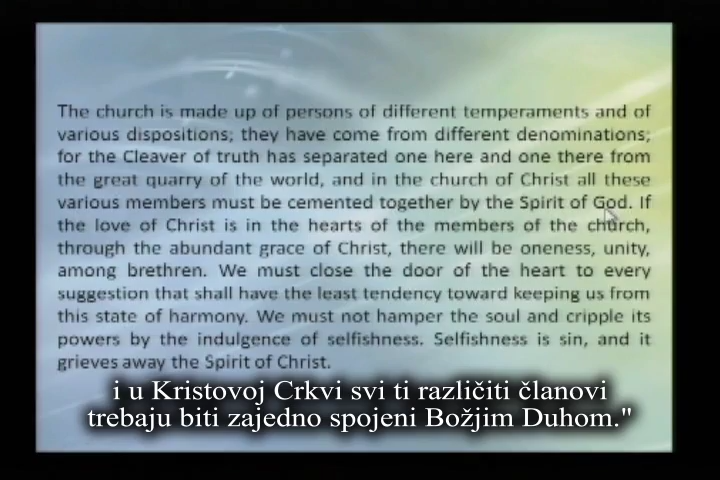 The church is made up of persons of different temperaments and of
various dispositions; they have come from different denominations;
for the Cleaver of truth has separated one here and one there from
the great quarry of the world, and in the church of Christ all these
various members must be cemented together by the Spirit of God. If
the love of Christ is in the hearts of the members of the church,
through the abundant grace of Christ, there will be oneness, unity,
among brethren. We must close the door of the heart to every
suggestion that shall have the least tendency toward keeping us from
this state of harmony. We must not hamper the soul and cripple its
powers by the indulgence of selfishness. Selfishness is sin, and it
grieves away the Spirit of Christ.
i u Kristovoj Crkvi svi ti različiti članovi
trebaju biti zajedno spojeni Božjim Duhom."